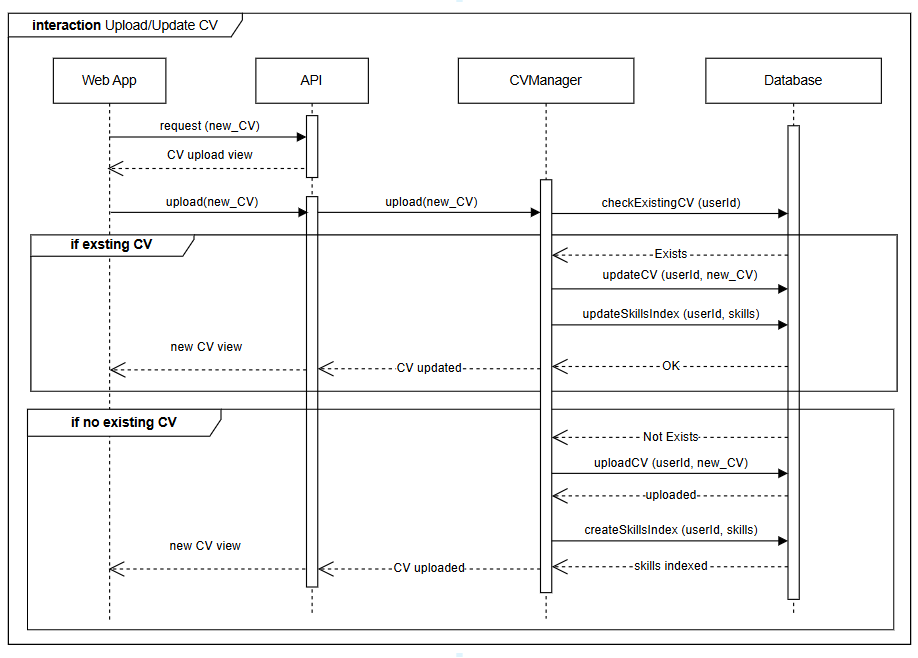 interaction Upload/Update CV
Web App
API
CVManager
Database
request (new_CV)
CV upload view
upload(new_CV)
upload(new_CV)
checkExistingCV (userId)
if exsting CV
Exists
updateCV (userId, new_CV)
updateSkillsIndex (userId, skills)
new CV view
CV updated
OK
if no existing CV
Not Exists
uploadCV (userId, new_CV)
uploaded
createSkillsIndex (userId, skills)
new CV view
CV uploaded
skills indexed